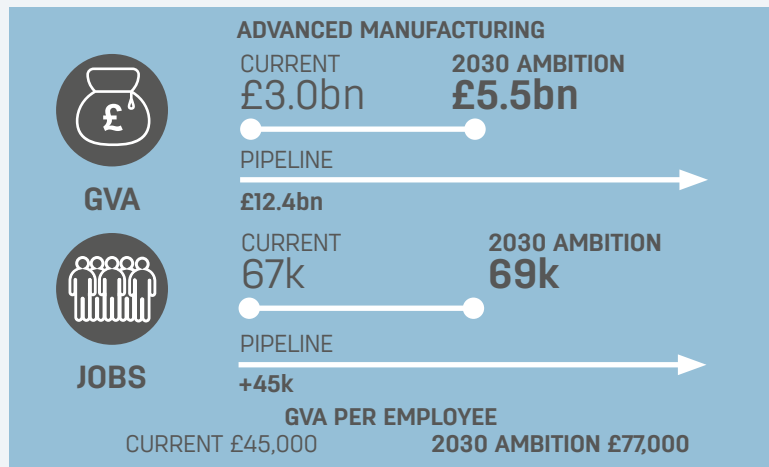 ADVANCED MANUFACTURING
CURRENT 2030 AMBITION
£3.0bn £5.5bn
£
PIPELINE
GVA
£12.4bn
CURRENT 2030 AMBITION
67k 69k
PIPELINE
JOBS
+45k
GVA PER EMPLOYEE
CURRENT £45,000 2030 AMBITION £77,000